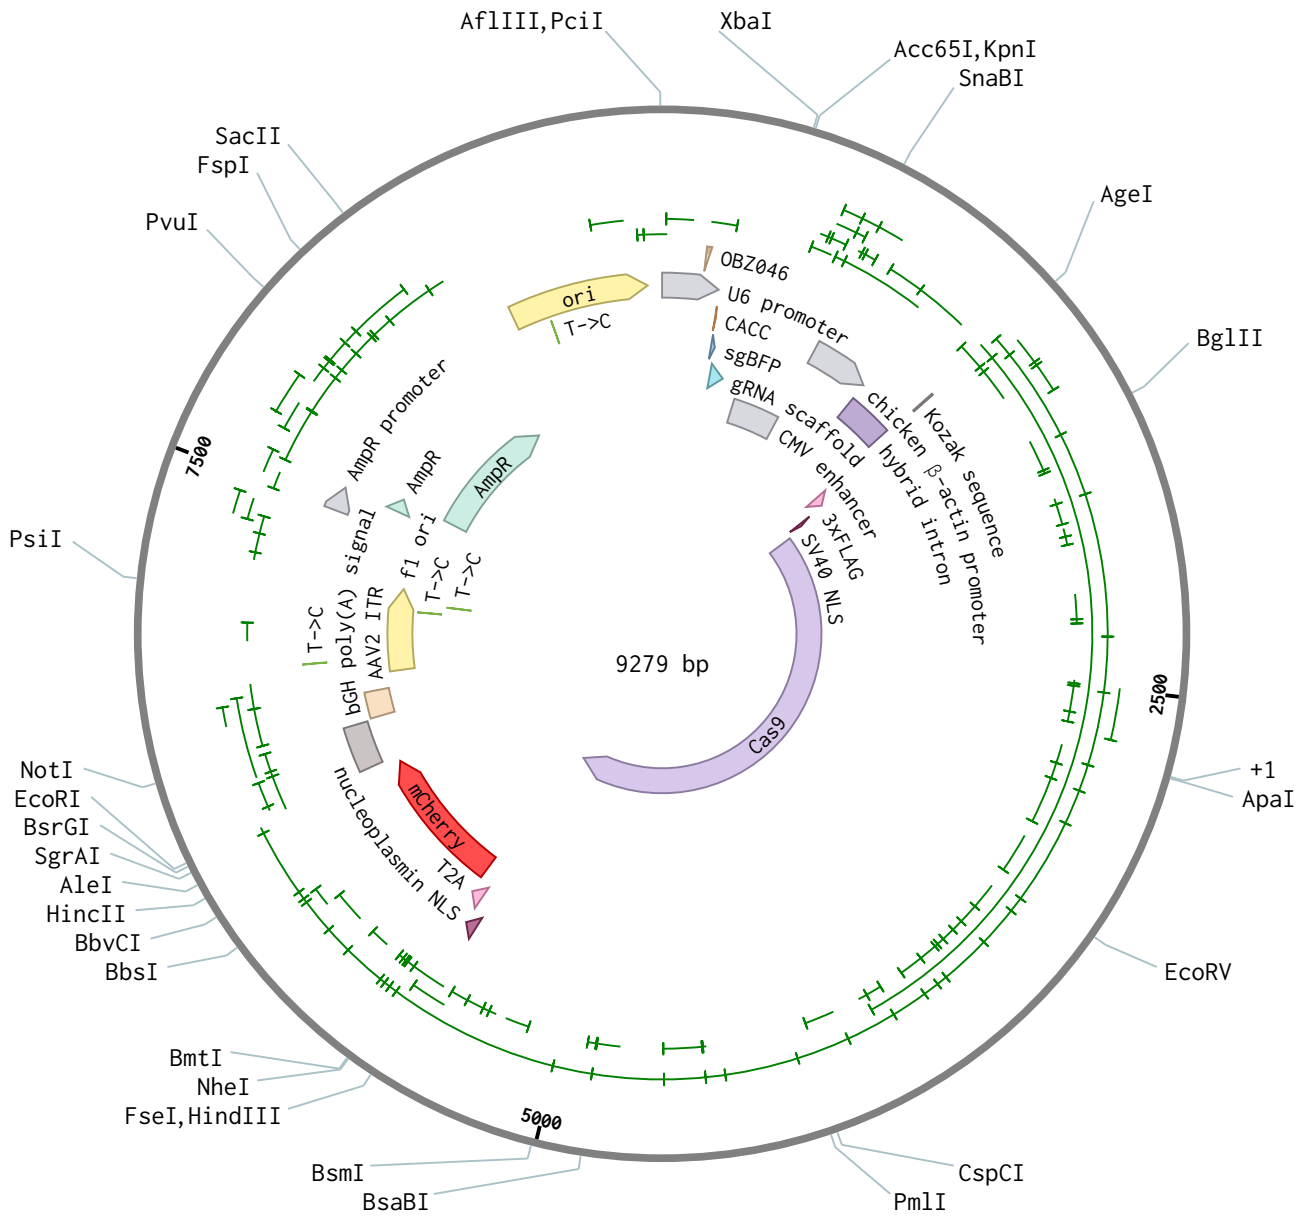 AflIII,PciI
XbaI
Acc65I,KpnI
SnaBI
SacII
FspI
AgeI
PvuI
BglII
OBZ046
ori
U6 promoter
T->C
CACC
sgBFP
gRNA scaffold
CMV enhancer
chicken β-actin promoter
hybrid intron
Kozak sequence
3xFLAG
SV40 NLS
7500
AmpR promoter
AmpR
AmpR
f1 ori
T->C
T->C
PsiI
bGH poly(A) signal
AAV2 ITR
T->C
9279 bp
2500
Cas9
+1
ApaI
NotI
EcoRI
BsrGI
SgrAI
AleI
HincII
BbvCI
BbsI
mCherry
T2A
nucleoplasmin NLS
EcoRV
BmtI
NheI
FseI,HindIII
5000
BsmI
BsaBI
CspCI
PmlI